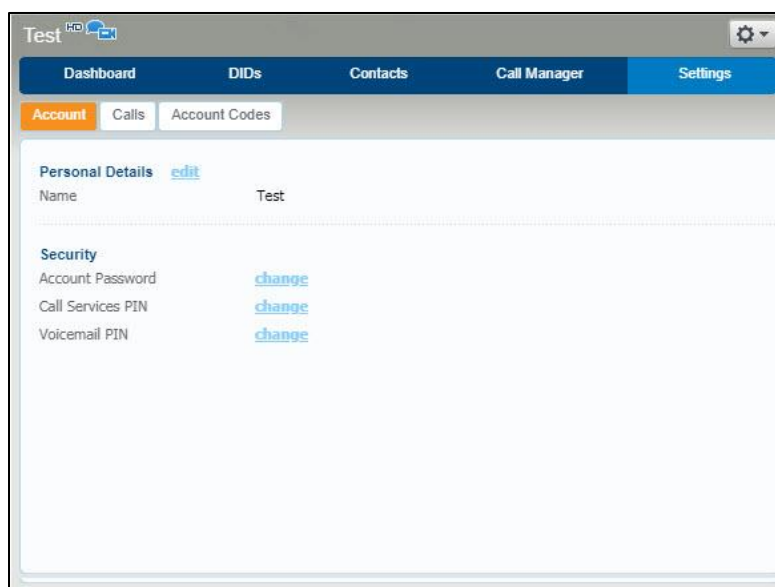 Test HD
Dashboard DIDs Contacts Call Manager Settings
Account Calls Account Codes
Personal Details edit
Name Test
Security
Account Password change
Call Services PIN change
Voicemail PIN change